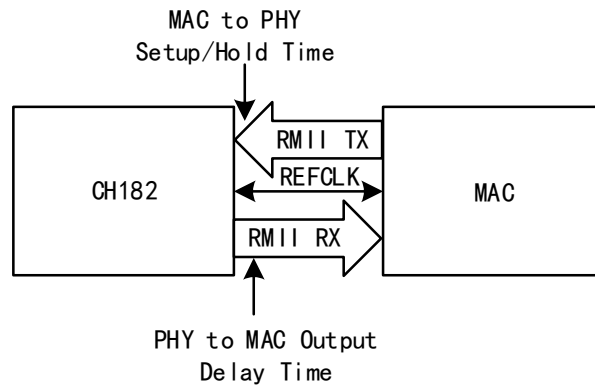 MAC to PHY
Setup/Hold Time
RMII TX
CH182
REFCLK
MAC
RMII RX
PHY to MAC Output
Delay Time